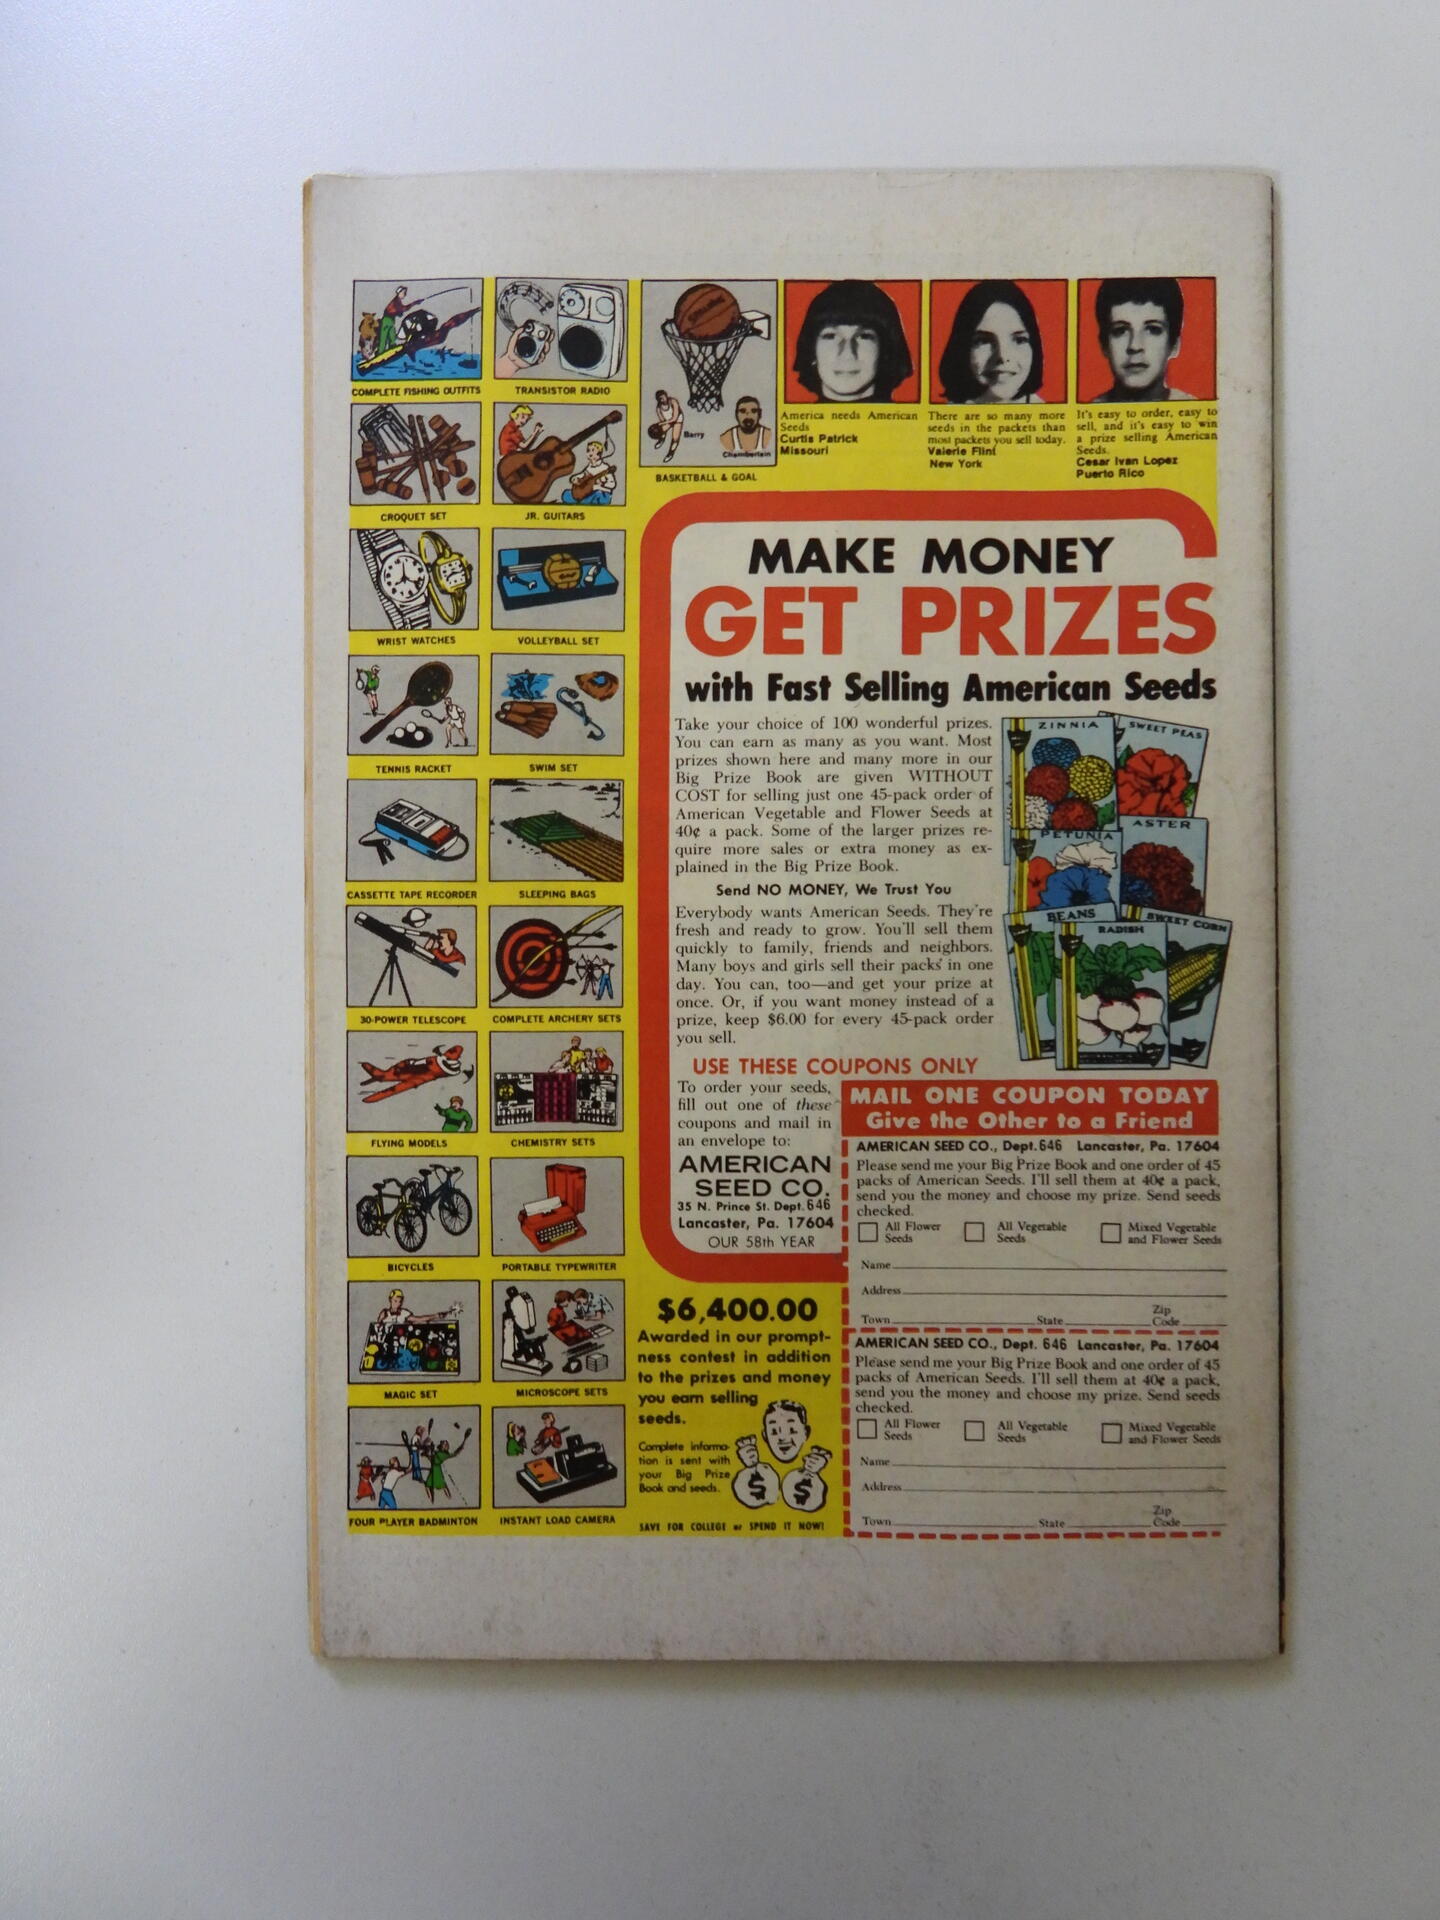 COMPLETE FISHING OUTFITS
TRANSISTOR RADIO
CROQUET SET
JR. GUITARS
WRIST WATCHES
VOLLEYBALL SET
TENNIS RACKET
SWIM SET
CASSETTE TAPE RECORDER
SLEEPING BAGS
30-POWER TELESCOPE
COMPLETE ARCHERY SETS
FLYING MODELS
CHEMISTRY SETS
BICYCLES
PORTABLE TYPEWRITER
MAGIC SET
MICROSCOPE SETS
FOUR PLAYER BADMINTON
INSTANT LOAD CAMERA
Barry
Chamberlain
BASKETBALL & GOAL
America needs American
Seeds
Curtis Patrick
Missouri
There are so many more
seeds in the packets than
most packets you sell today.
Valerie Flint
New York
It's easy to order, easy to
sell, and it's easy to win
a prize selling American
Seeds.
Cesar Ivan Lopez
Puerto Rico
MAKE MONEY
GET PRIZES
with Fast Selling American Seeds
Take your choice of 100 wonderful prizes.
You can earn as many as you want. Most
prizes shown here and many more in our
Big Prize Book are given WITHOUT
COST for selling just one 45-pack order of
American Vegetable and Flower Seeds at
40¢ a pack. Some of the larger prizes re-
quire more sales or extra money as ex-
plained in the Big Prize Book.
Send NO MONEY, We Trust You
Everybody wants American Seeds. They're
fresh and ready to grow. You'll sell them
quickly to family, friends and neighbors.
Many boys and girls sell their packs in one
day. You can, too—and get your prize at
once. Or, if you want money instead of a
prize, keep $6.00 for every 45-pack order
you sell.
ZINNIA
SWEET PEAS
PETUNIA
ASTER
BEANS
RADISH
SWEET CORN
USE THESE COUPONS ONLY
To order your seeds,
fill out one of these
coupons and mail in
an envelope to:
AMERICAN
SEED CO.
35 N. Prince St. Dept. 646
Lancaster, Pa. 17604
OUR 58th YEAR
$6,400.00
Awarded in our prompt-
ness contest in addition
to the prizes and money
you earn selling
seeds.
Complete informa-
tion is sent with
your Big Prize
Book and seeds.
$ $
SAVE FOR COLLEGE or SPEND IT NOW!
MAIL ONE COUPON TODAY
Give the Other to a Friend
AMERICAN SEED CO., Dept. 646 Lancaster, Pa. 17604
Please send me your Big Prize Book and one order of 45
packs of American Seeds. I'll sell them at 40¢ a pack,
send you the money and choose my prize. Send seeds
checked.
All Flower
Seeds
All Vegetable
Seeds
Mixed Vegetable
and Flower Seeds
Name
Address
Town State Zip Code
AMERICAN SEED CO., Dept. 646 Lancaster, Pa. 17604
Please send me your Big Prize Book and one order of 45
packs of American Seeds. I'll sell them at 40¢ a pack,
send you the money and choose my prize. Send seeds
checked.
All Flower
Seeds
All Vegetable
Seeds
Mixed Vegetable
and Flower Seeds
Name
Address
Town State Zip Code